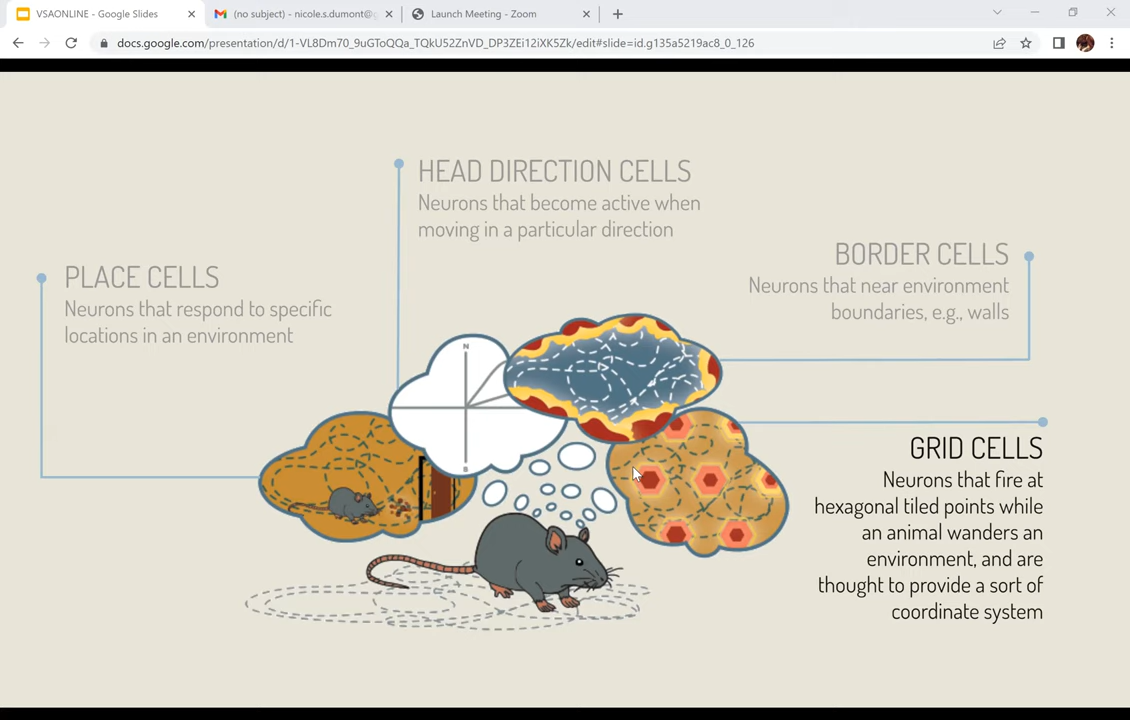 VSAONLINE - Google Slides
(no subject) - nicole.s.dumont@g
Launch Meeting - Zoom
docs.google.com/presentation/d/1-VL8Dm70_9uGToQQa_TQkU52ZnVD_DP3ZEi12iXK5Zk/edit#slide=id.g135a5219ac8_0_126
HEAD DIRECTION CELLS
Neurons that become active when
moving in a particular direction
BORDER CELLS
Neurons that near environment
boundaries, e.g., walls
PLACE CELLS
Neurons that respond to specific
locations in an environment
N
S
GRID CELLS
Neurons that fire at
hexagonal tiled points while
an animal wanders an
environment, and are
thought to provide a sort of
coordinate system